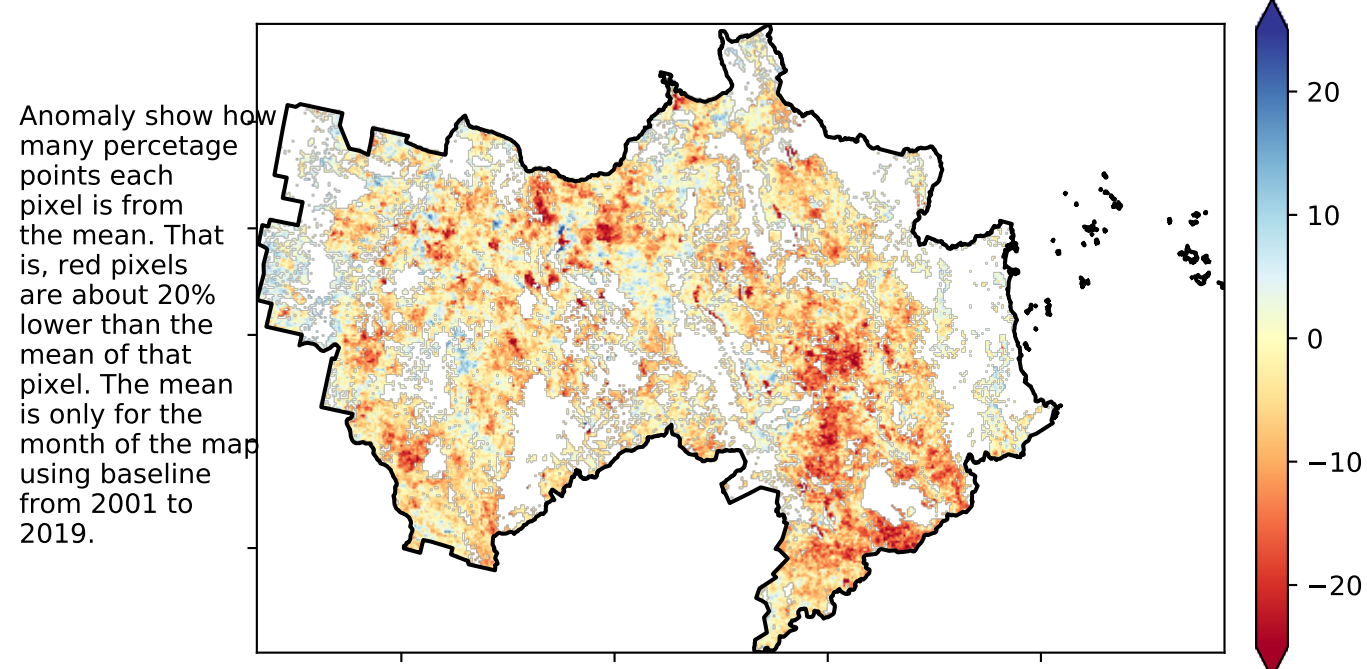 Anomaly show how
many percetage
points each
pixel is from
the mean. That
is, red pixels
are about 20%
lower than the
mean of that
pixel. The mean
is only for the
month of the map
using baseline
from 2001 to
2019.
20
10
0
−10
−20